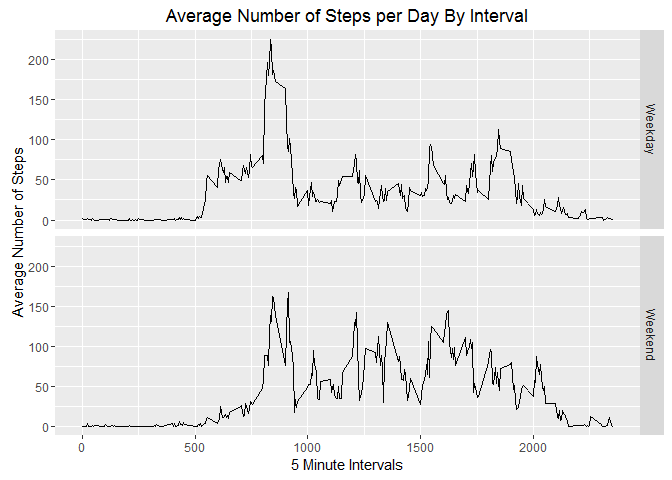 Average Number of Steps per Day By Interval
Average Number of Steps
200
150
100
50
0
Weekday
200
150
100
50
0
Weekend
0 500 1000 1500 2000
5 Minute Intervals